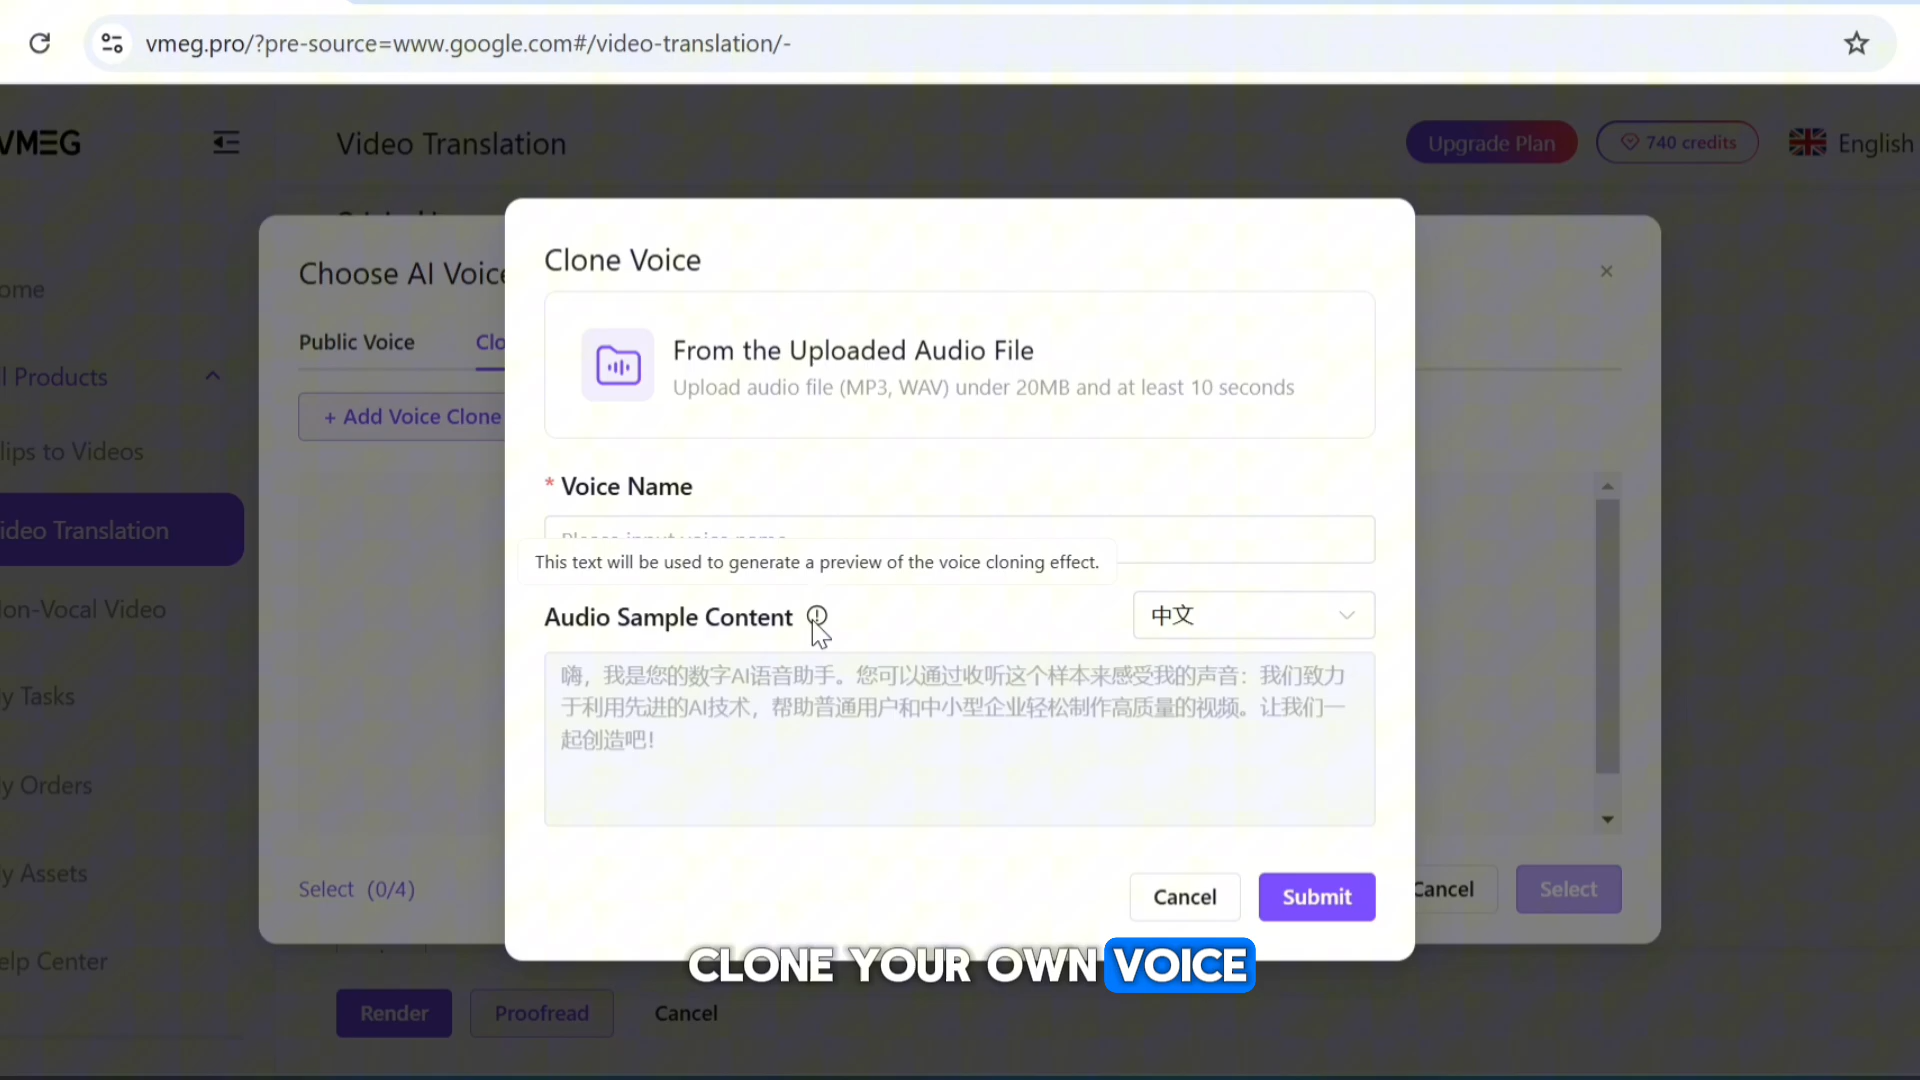 vmeg.pro/?pre-source=www.google.com#/video-translation/-
VMEG
Video Translation
Upgrade Plan
740 credits
English
ome
l Products
lips to Videos
ideo Translation
on-Vocal Video
y Tasks
y Orders
y Assets
elp Center
Choose AI Voice
Public Voice
Clo
+ Add Voice Clone
Select (0/4)
Cancel
Select
Clone Voice
From the Uploaded Audio File
Upload audio file (MP3, WAV) under 20MB and at least 10 seconds
* Voice Name
This text will be used to generate a preview of the voice cloning effect.
Audio Sample Content
中文
嗨，我是您的数字AI语音助手。您可以通过收听这个样本来感受我的声音：我们致力
于利用先进的AI技术，帮助普通用户和中小型企业轻松制作高质量的视频。让我们一
起创造吧！
Cancel
Submit
CLONE YOUR OWN VOICE
Render
Proofread
Cancel